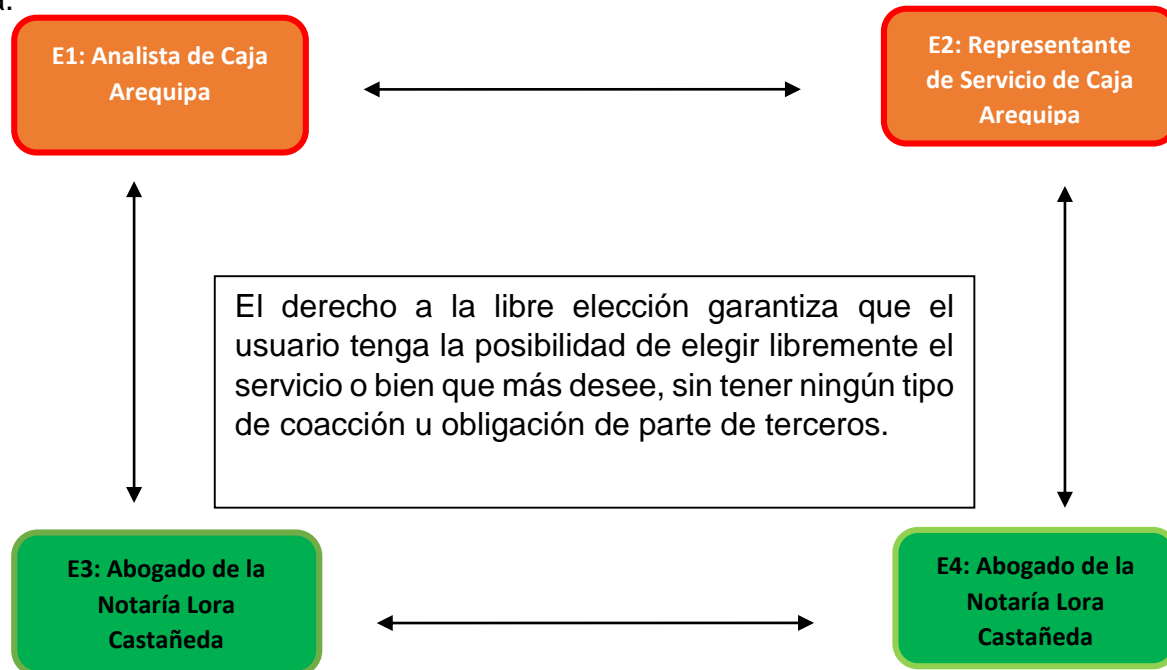 E1: Analista de Caja
Arequipa
E2: Representante
de Servicio de Caja
Arequipa
El derecho a la libre elección garantiza que el
usuario tenga la posibilidad de elegir libremente el
servicio o bien que más desee, sin tener ningún tipo
de coacción u obligación de parte de terceros.
E3: Abogado de la
Notaría Lora
Castañeda
E4: Abogado de la
Notaría Lora
Castañeda